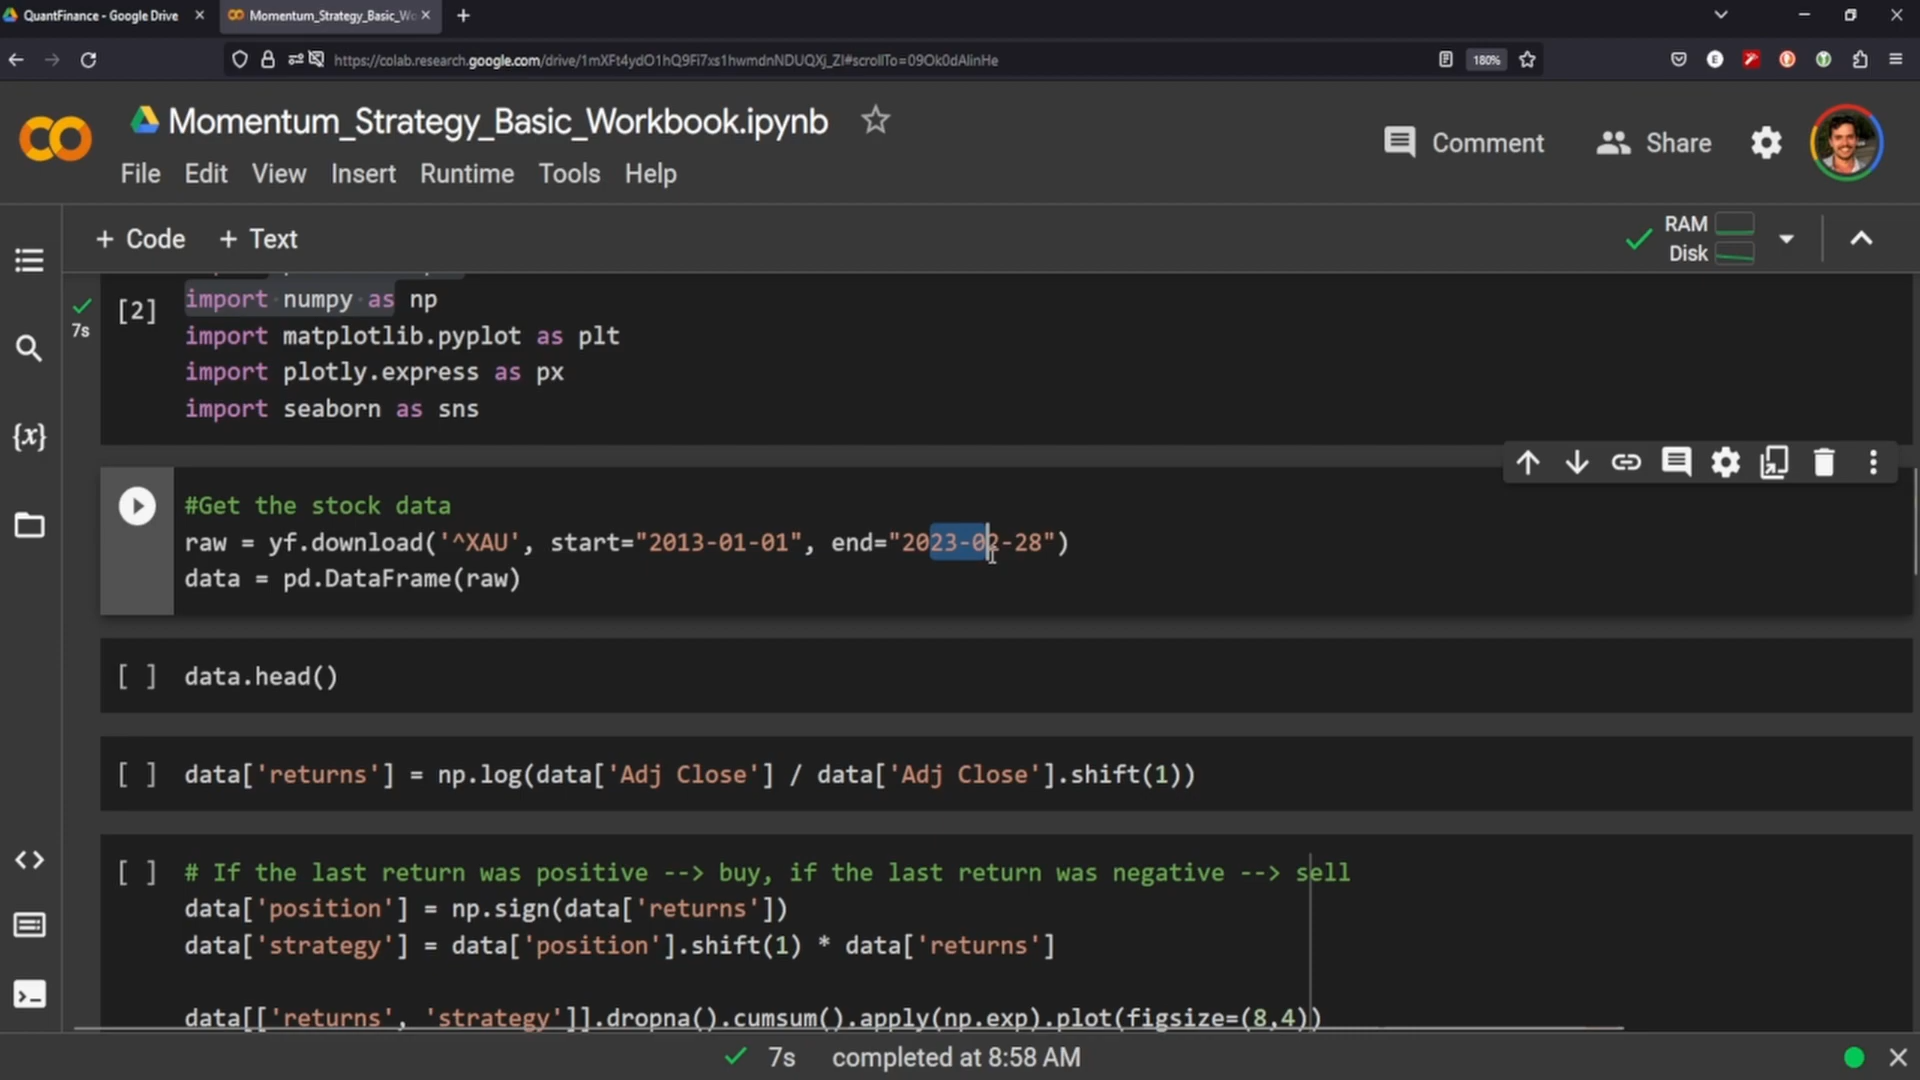 QuantFinance - Google Drive
Momentum_Strategy_Basic_Wo
https://colab.research.google.com/drive/1mXFt4ydO1hQ9Fi7xs1hwmdnNDUQXj_ZI#scrollTo=09Ok0dAlinHe
180%
Momentum_Strategy_Basic_Workbook.ipynb
Comment
Share
File Edit View Insert Runtime Tools Help
+ Code + Text
RAM
Disk
7s
[2]
import numpy as np
import matplotlib.pyplot as plt
import plotly.express as px
import seaborn as sns
#Get the stock data
raw = yf.download('^XAU', start="2013-01-01", end="2023-02-28")
data = pd.DataFrame(raw)
[ ] data.head()
[ ] data['returns'] = np.log(data['Adj Close'] / data['Adj Close'].shift(1))
[ ] # If the last return was positive --> buy, if the last return was negative --> sell
data['position'] = np.sign(data['returns'])
data['strategy'] = data['position'].shift(1) * data['returns']
data[['returns', 'strategy']].dropna().cumsum().apply(np.exp).plot(figsize=(8,4))
7s completed at 8:58 AM